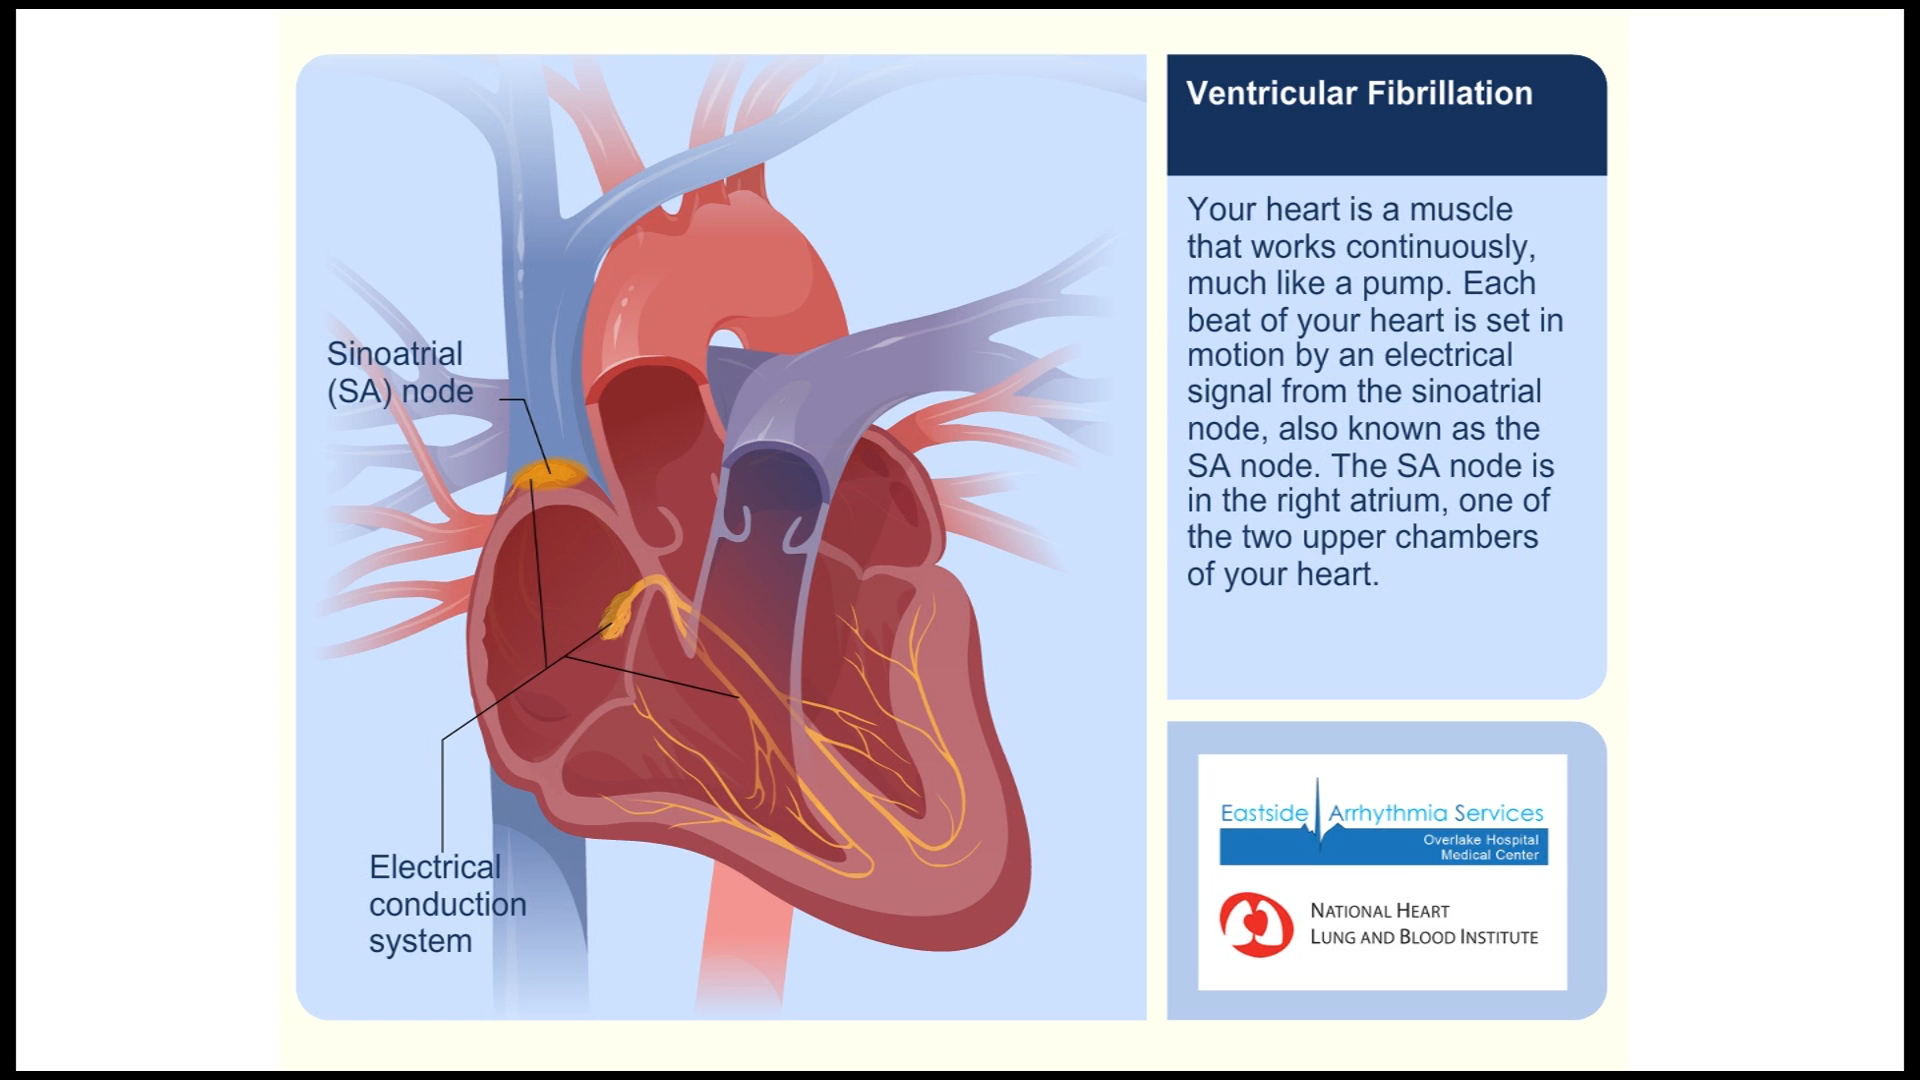 Ventricular Fibrillation
Your heart is a muscle
that works continuously,
much like a pump. Each
beat of your heart is set in
motion by an electrical
signal from the sinoatrial
node, also known as the
SA node. The SA node is
in the right atrium, one of
the two upper chambers
of your heart.
Sinoatrial
(SA) node
Electrical
conduction
system
Eastside Arrhythmia Services
Overlake Hospital
Medical Center
NATIONAL HEART
LUNG AND BLOOD INSTITUTE